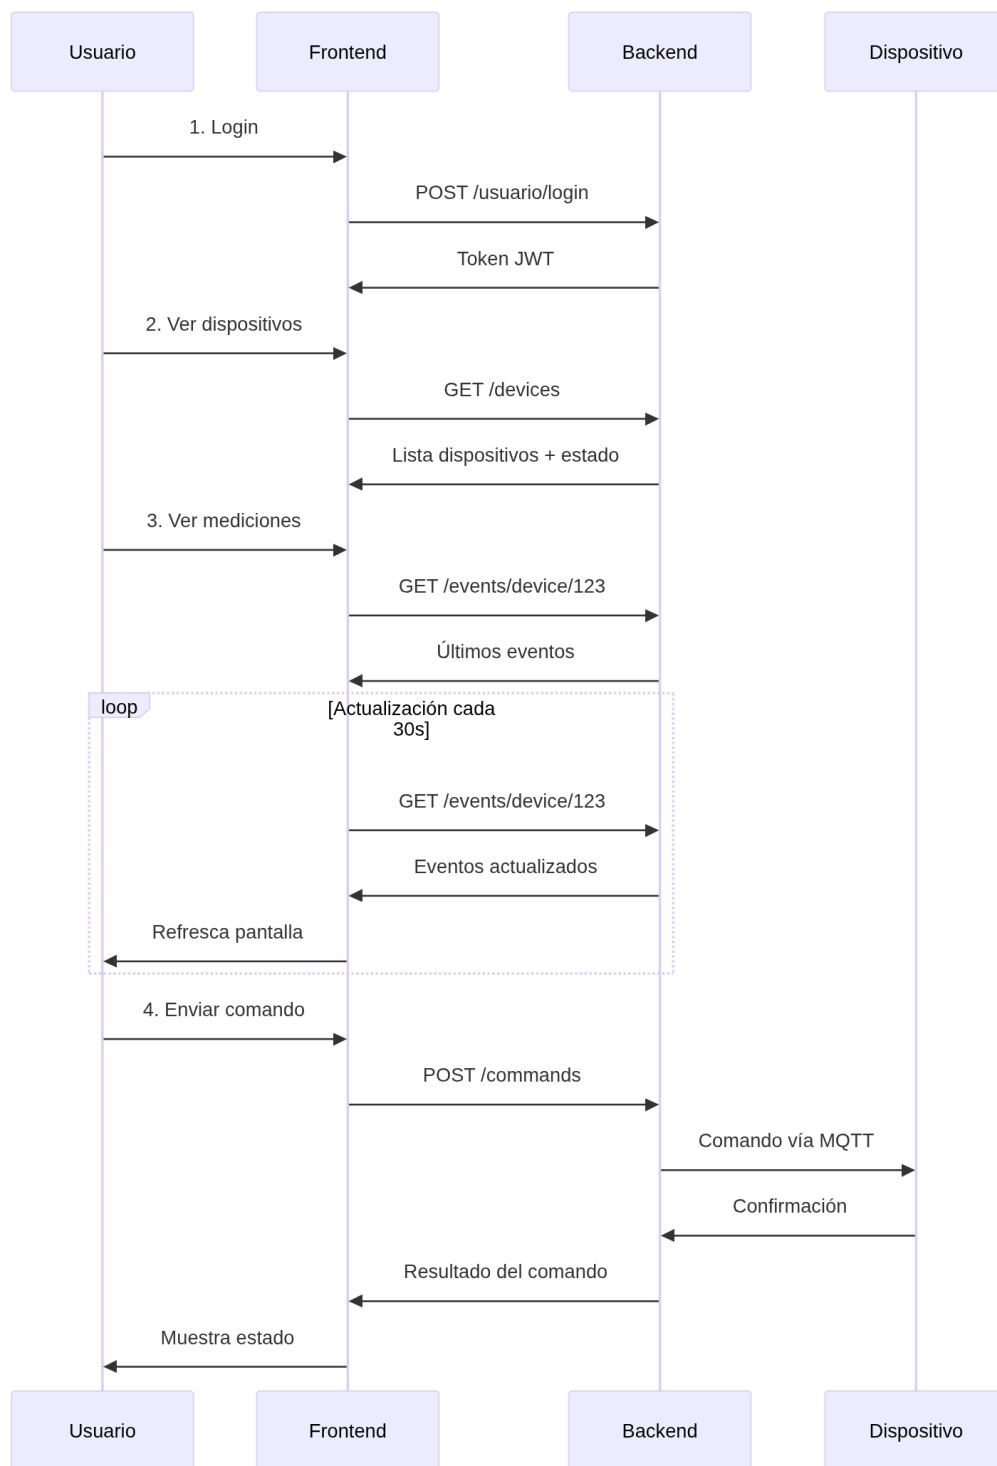 Usuario
Frontend
Backend
Dispositivo
1. Login
POST /usuario/login
Token JWT
2. Ver dispositivos
GET /devices
Lista dispositivos + estado
3. Ver mediciones
GET /events/device/123
Últimos eventos
loop
[Actualización cada
30s]
GET /events/device/123
Eventos actualizados
Refresca pantalla
4. Enviar comando
POST /commands
Comando vía MQTT
Confirmación
Resultado del comando
Muestra estado
Usuario
Frontend
Backend
Dispositivo